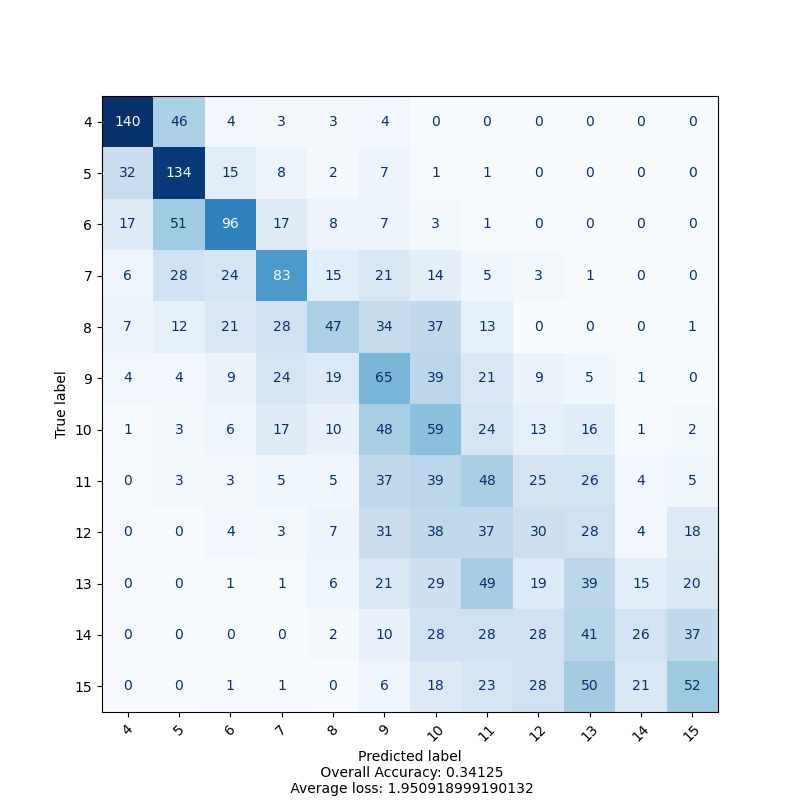 4 140 46 4 3 3 4 0 0 0 0 0 0
5 32 134 15 8 2 7 1 1 0 0 0 0
6 17 51 96 17 8 7 3 1 0 0 0 0
7 6 28 24 83 15 21 14 5 3 1 0 0
8 7 12 21 28 47 34 37 13 0 0 0 1
9 4 4 9 24 19 65 39 21 9 5 1 0
10 1 3 6 17 10 48 59 24 13 16 1 2
11 0 3 3 5 5 37 39 48 25 26 4 5
12 0 0 4 3 7 31 38 37 30 28 4 18
13 0 0 1 1 6 21 29 49 19 39 15 20
14 0 0 0 0 2 10 28 28 28 41 26 37
15 0 0 1 1 0 6 18 23 28 50 21 52
True label
4 5 6 7 8 9 10 11 12 13 14 15
Predicted label
Overall Accuracy: 0.34125
Average loss: 1.950918999190132